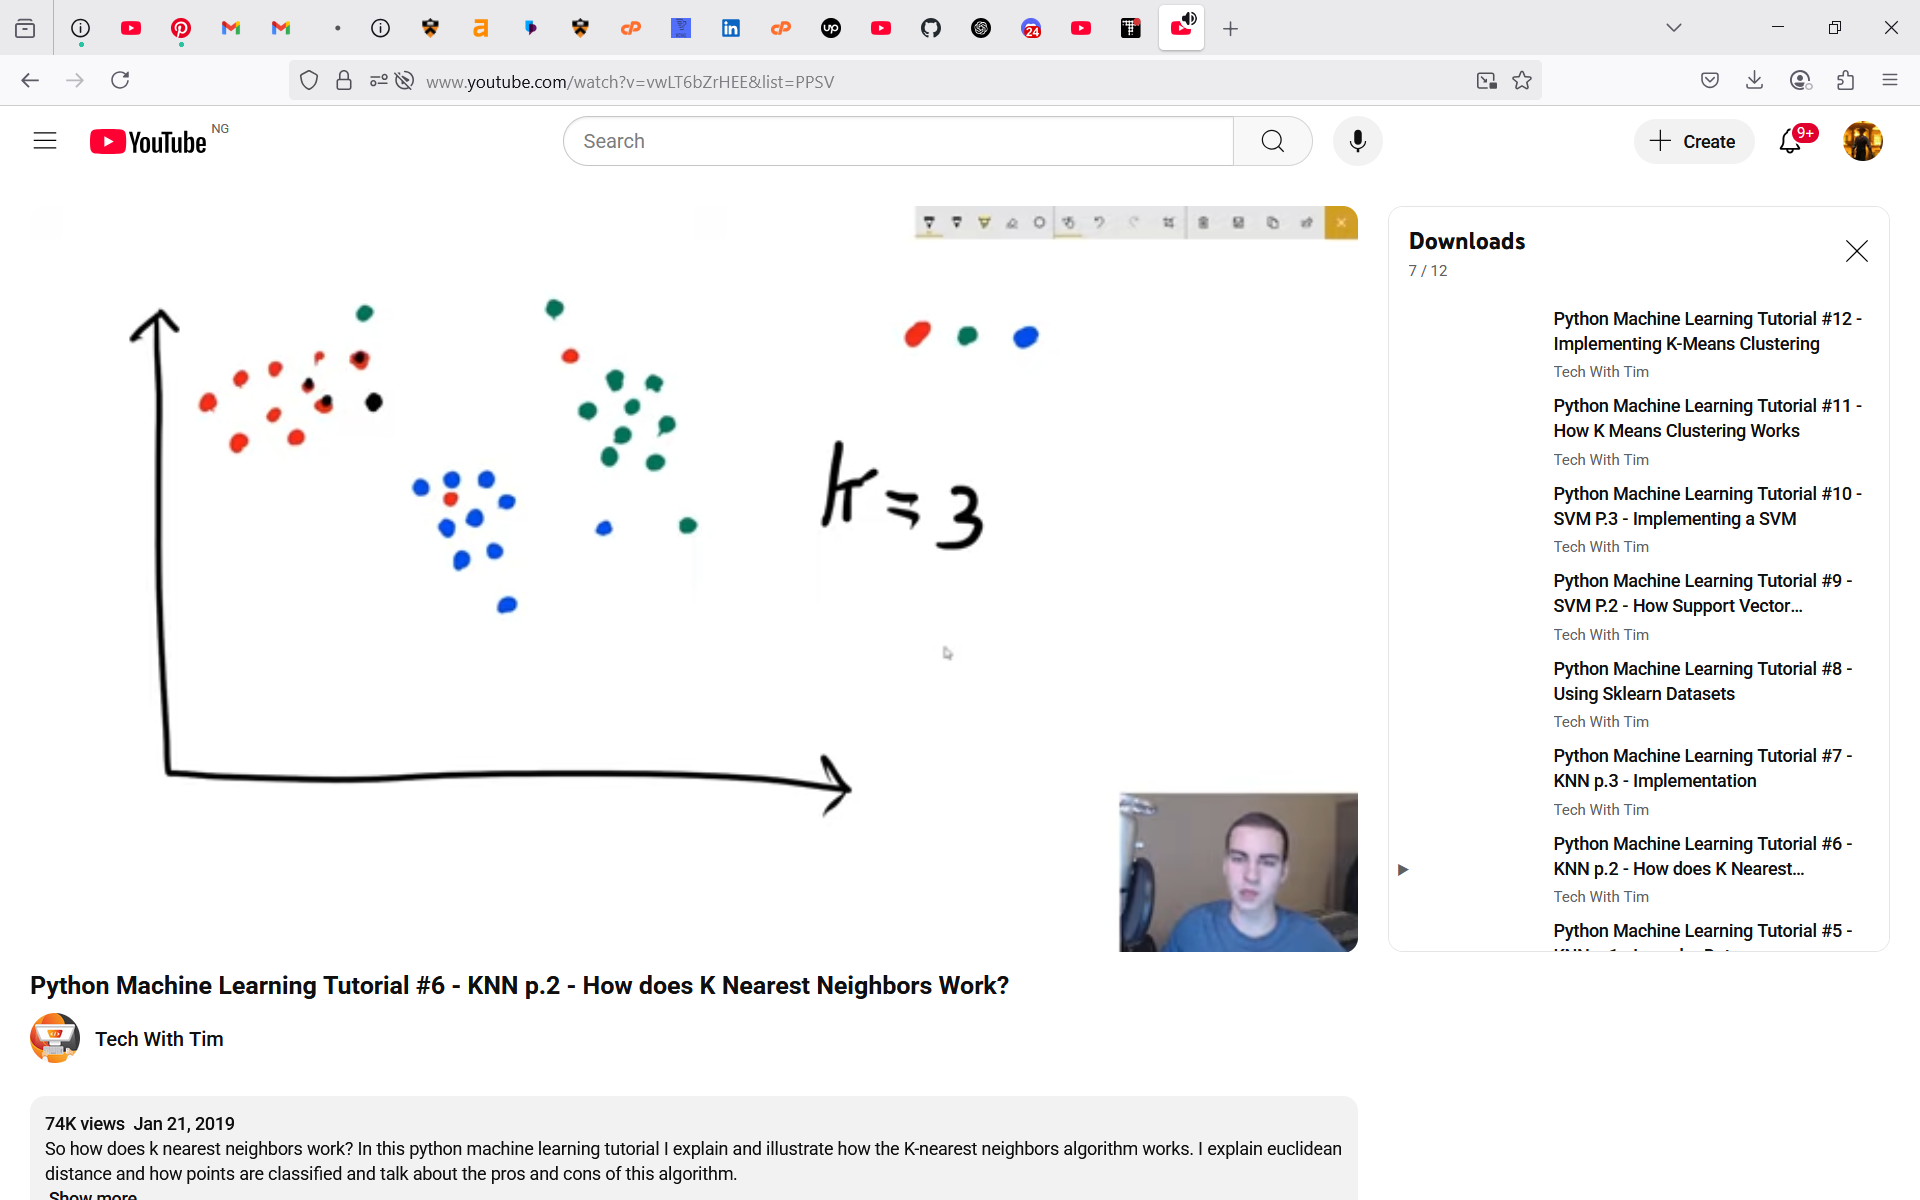 24
up
www.youtube.com/watch?v=vwLT6bZrHEE&list=PPSV
YouTube NG
Search
Create
9+
k = 3
Downloads
7 / 12
Python Machine Learning Tutorial #12 -
Implementing K-Means Clustering
Tech With Tim
Python Machine Learning Tutorial #11 -
How K Means Clustering Works
Tech With Tim
Python Machine Learning Tutorial #10 -
SVM P.3 - Implementing a SVM
Tech With Tim
Python Machine Learning Tutorial #9 -
SVM P.2 - How Support Vector...
Tech With Tim
Python Machine Learning Tutorial #8 -
Using Sklearn Datasets
Tech With Tim
Python Machine Learning Tutorial #7 -
KNN p.3 - Implementation
Tech With Tim
Python Machine Learning Tutorial #6 -
KNN p.2 - How does K Nearest...
Tech With Tim
Python Machine Learning Tutorial #5 -
Python Machine Learning Tutorial #6 - KNN p.2 - How does K Nearest Neighbors Work?
Tech With Tim
74K views Jan 21, 2019
So how does k nearest neighbors work? In this python machine learning tutorial I explain and illustrate how the K-nearest neighbors algorithm works. I explain euclidean
distance and how points are classified and talk about the pros and cons of this algorithm.
Show more